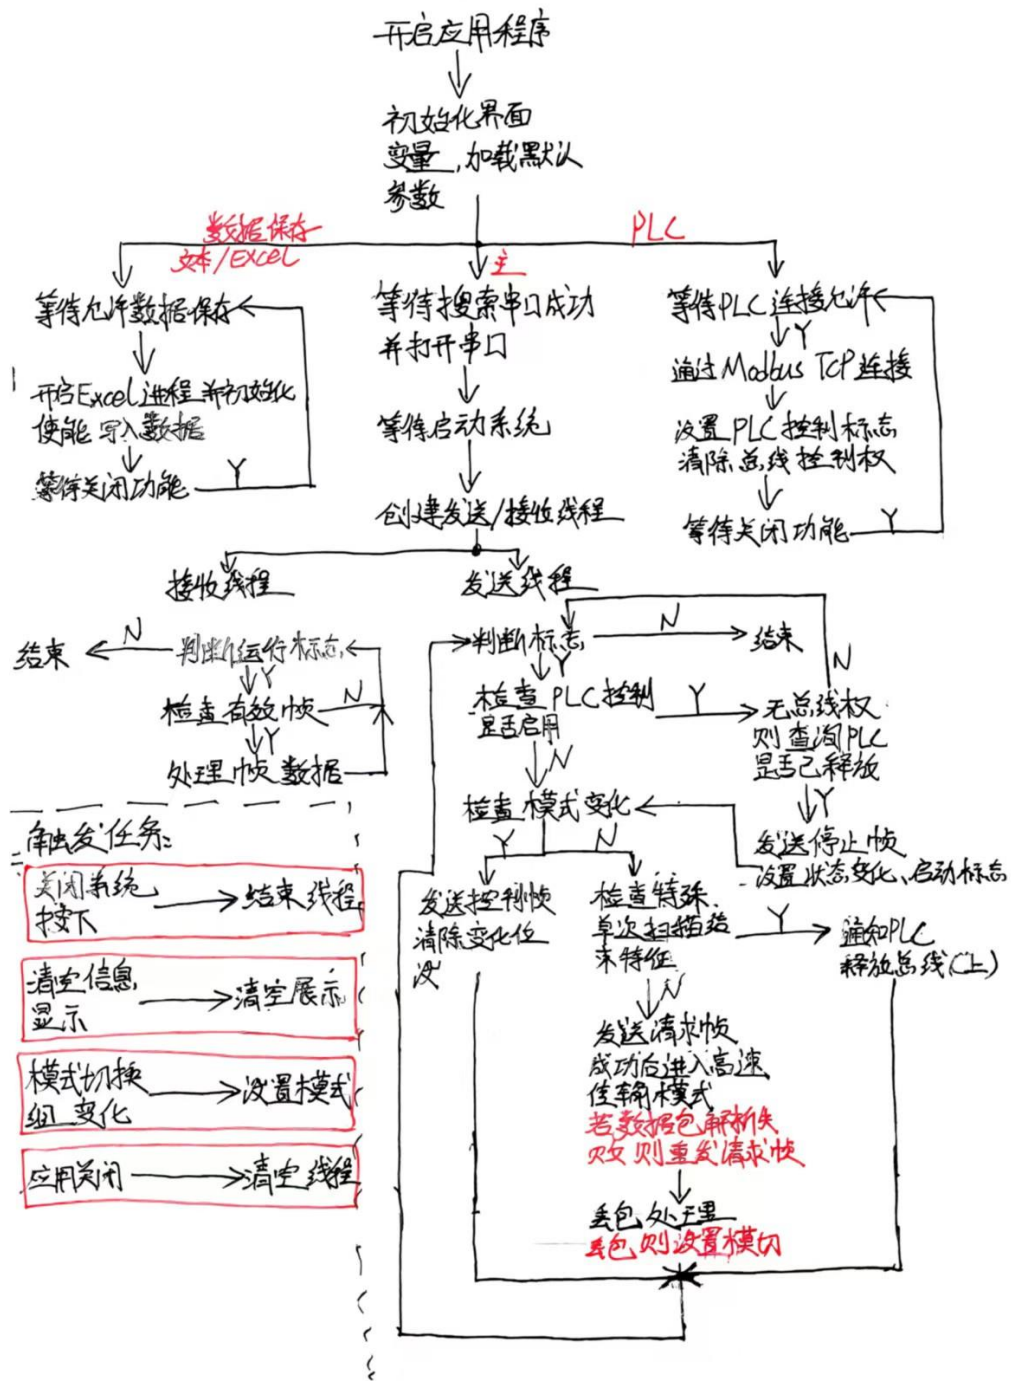 开启应用程序
初始化界面
变量,加载默认
参数
数据保存
文本/Excel
主
PLC
等待允许数据保存
开启Excel进程并初始化
使能写入数据
等待关闭功能
Y
等待搜索串口成功
并打开串口
等待启动系统
创建发送/接收线程
等待PLC连接允许
Y
通过Modbus TCP连接
设置PLC控制标志
清除总线控制权
等待关闭功能
Y
接收线程
判断运行标志
N
结束
Y
检查有效帧
N
Y
处理帧数据
发送线程
判断标志
N
结束
Y
检查PLC控制
是否启用
Y
无总线权
则查询PLC
是否已释放
N
Y
发送停止帧
设置状态变化、启动标志
N
检查模式变化
Y
N
发送控制帧
清除变化位
没
检查特殊
单次扫描结
束特征
Y
通知PLC
释放总线(上)
N
发送请求帧
成功后进入高速
传输模式
若数据包解析失
败则重发请求帧
丢包处理
丢包则设置模切
触发任务:
关闭系统
按下
结束线程
清空信息
显示
清空展示
模式切换
组变化
设置模式
应用关闭
清空线程